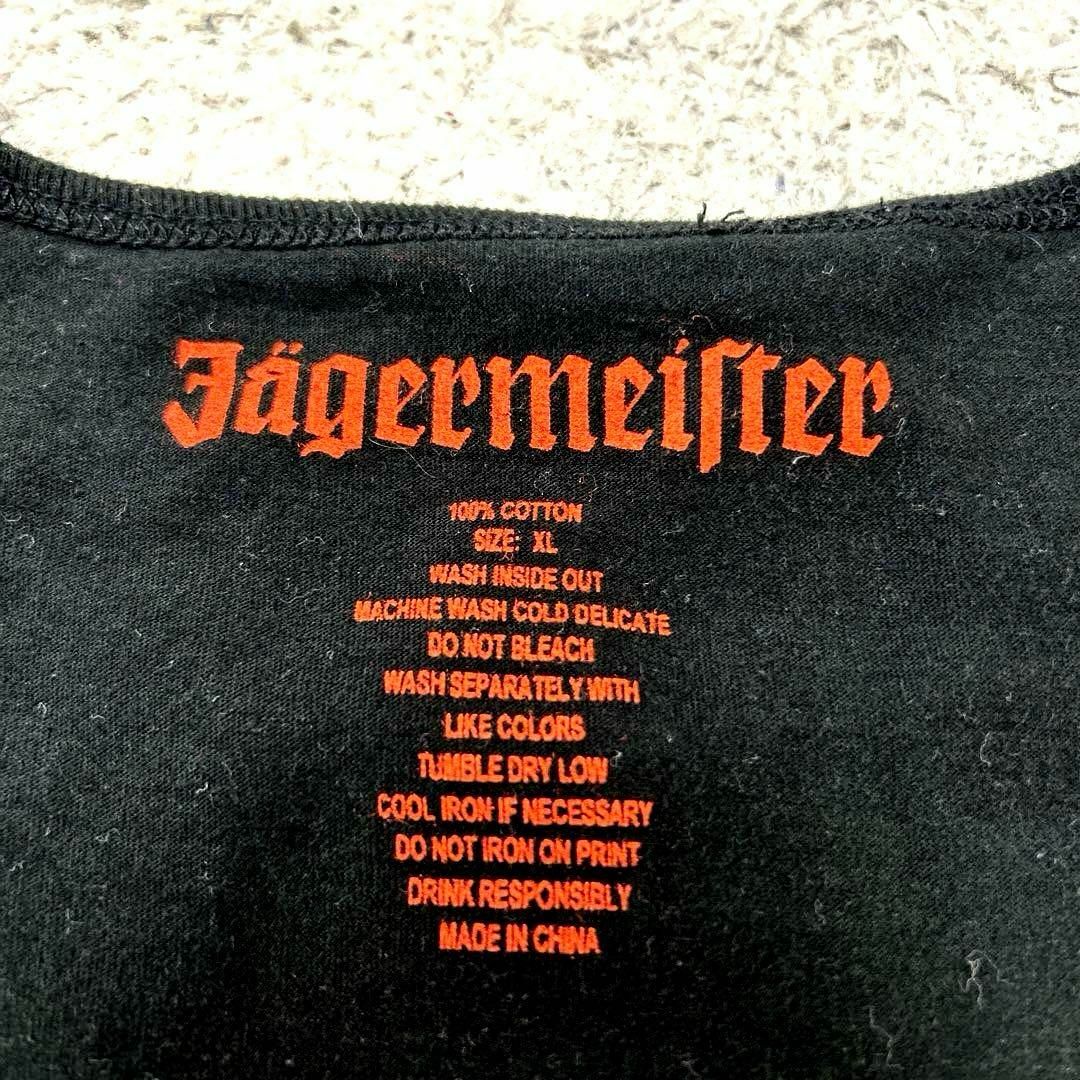 Jägermeiſter
100% COTTON
SIZE: XL
WASH INSIDE OUT
MACHINE WASH COLD DELICATE
DO NOT BLEACH
WASH SEPARATELY WITH
LIKE COLORS
TUMBLE DRY LOW
COOL IRON IF NECESSARY
DO NOT IRON ON PRINT
DRINK RESPONSIBLY
MADE IN CHINA